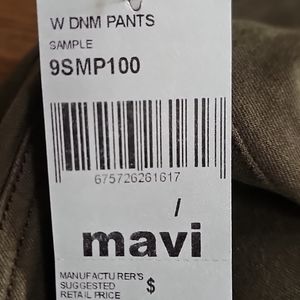 W DNM PANTS
SAMPLE
9SMP100
675726261617
/
mavi
MANUFACTURER'S
SUGGESTED
RETAIL PRICE
$